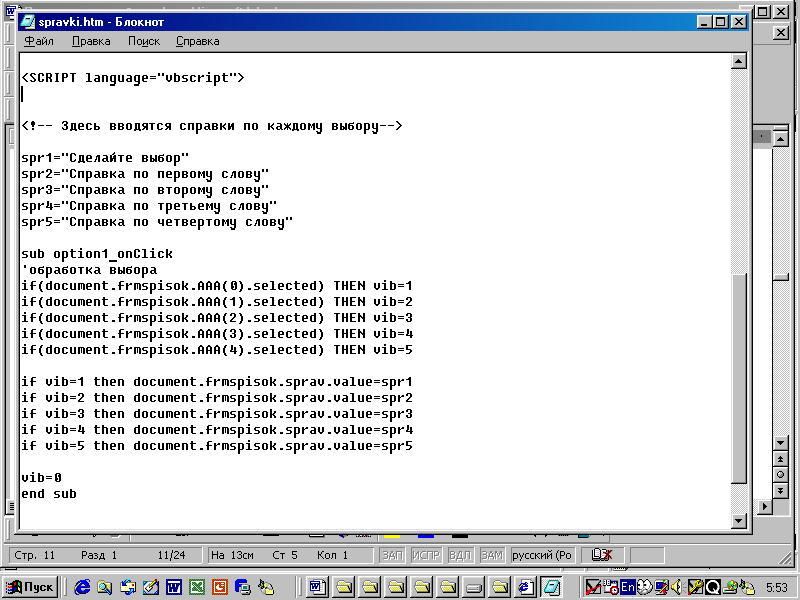 spravki.htm - Блокнот
Файл Правка Поиск Справка
<SCRIPT language="vbscript">
<!-- Здесь вводятся справки по каждому выбору-->
spr1="Сделайте выбор"
spr2="Справка по первому слову"
spr3="Справка по второму слову"
spr4="Справка по третьему слову"
spr5="Справка по четвертому слову"
sub option1_onClick
'обработка выбора
if(document.frmspisok.AAA(0).selected) THEN vib=1
if(document.frmspisok.AAA(1).selected) THEN vib=2
if(document.frmspisok.AAA(2).selected) THEN vib=3
if(document.frmspisok.AAA(3).selected) THEN vib=4
if(document.frmspisok.AAA(4).selected) THEN vib=5
if vib=1 then document.frmspisok.sprav.value=spr1
if vib=2 then document.frmspisok.sprav.value=spr2
if vib=3 then document.frmspisok.sprav.value=spr3
if vib=4 then document.frmspisok.sprav.value=spr4
if vib=5 then document.frmspisok.sprav.value=spr5
vib=0
end sub
Стр. 11 Разд 1 11/24 На 13см Ст 5 Кол 1 ЗАП ИСПР ВДЛ ЗАМ русский (Ро
Пуск En 5:53